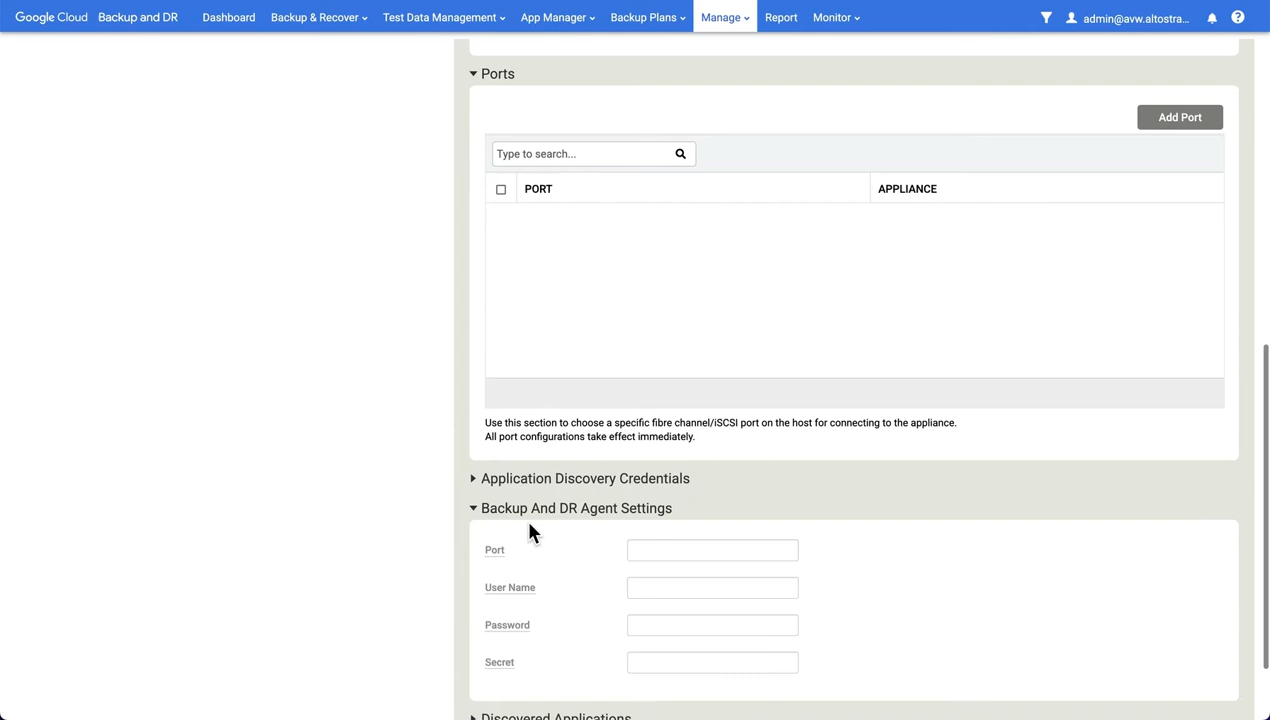 Google Cloud Backup and DR Dashboard Backup & Recover Test Data Management App Manager Backup Plans Manage Report Monitor admin@avw.altostra...
Ports
Add Port
Type to search...
PORT APPLIANCE
Use this section to choose a specific fibre channel/iSCSI port on the host for connecting to the appliance.
All port configurations take effect immediately.
Application Discovery Credentials
Backup And DR Agent Settings
Port
User Name
Password
Secret
Discovered Applications